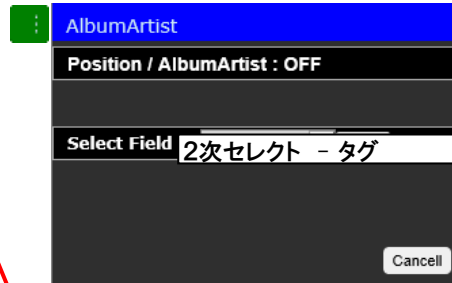 AlbumArtist
Position / AlbumArtist : OFF
Select Field
2次セレクト － タグ
Cancell